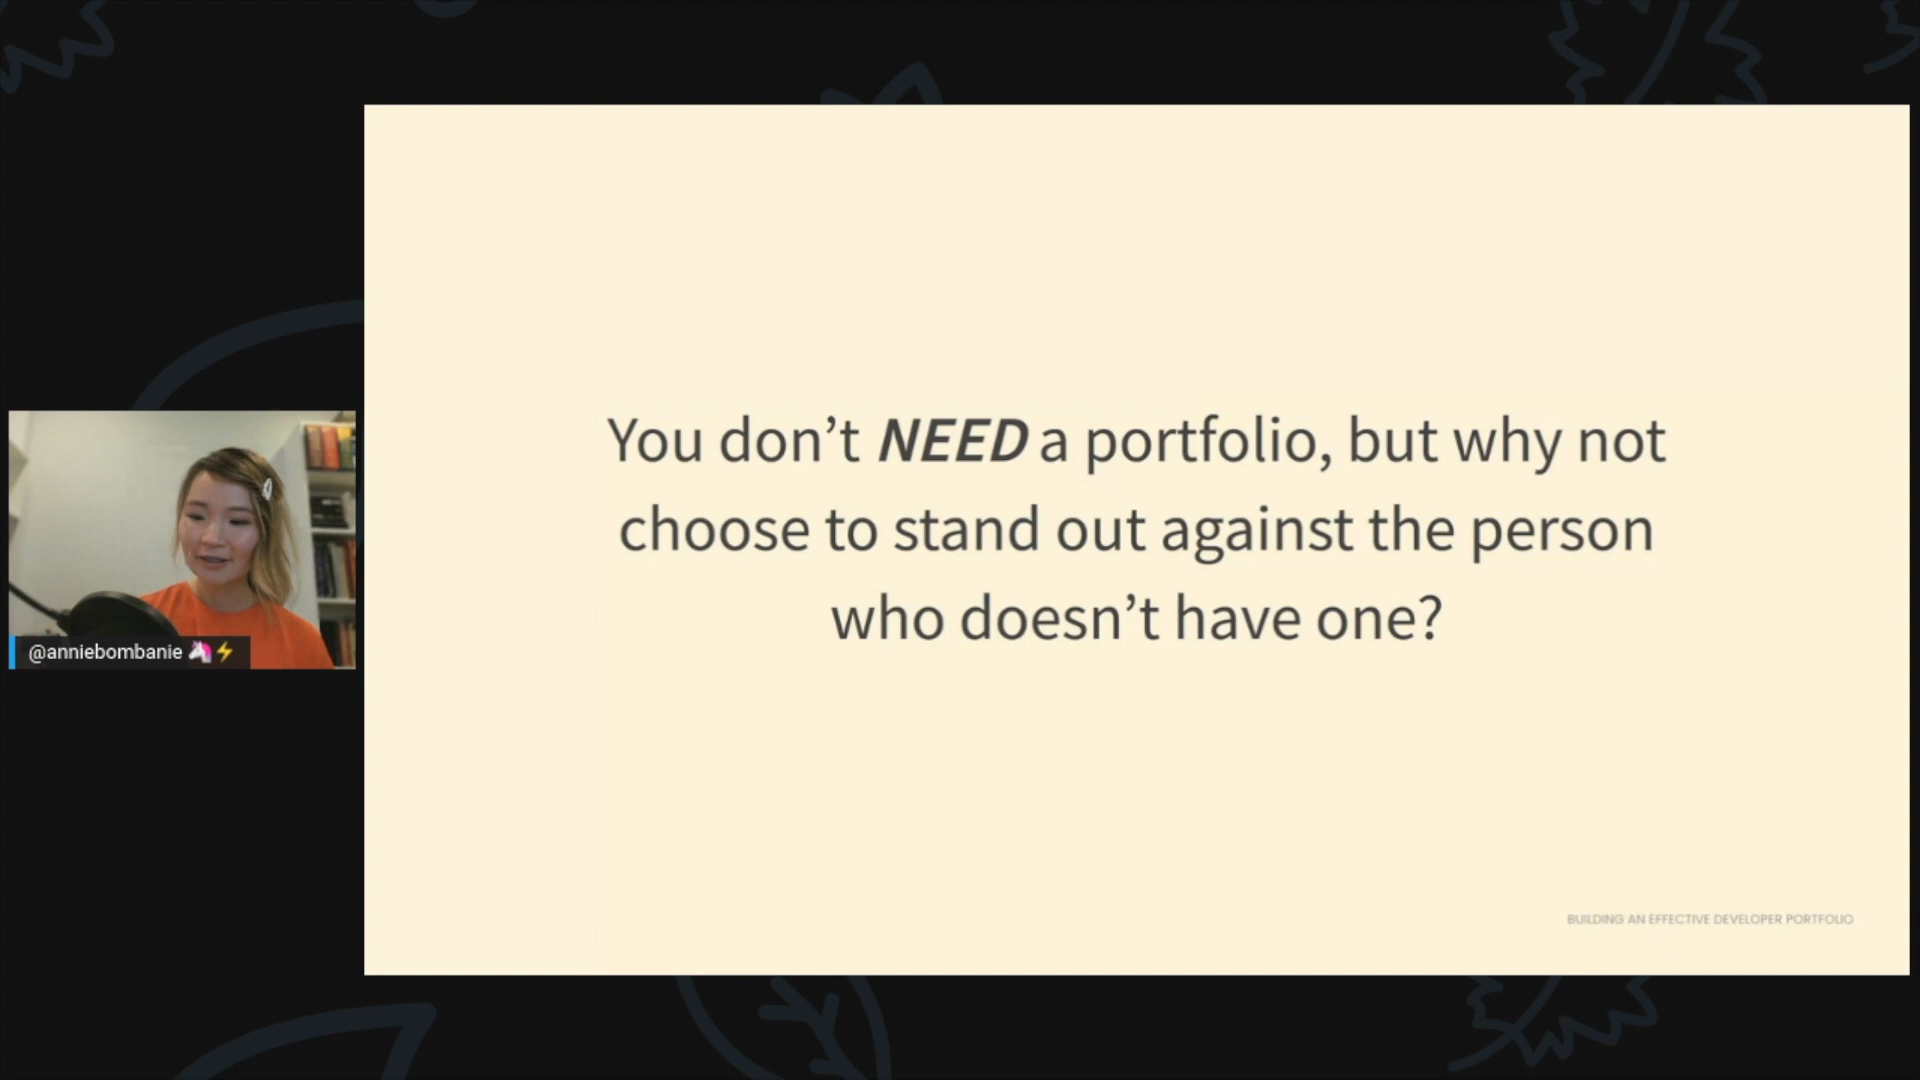 You don’t NEED a portfolio, but why not
choose to stand out against the person
who doesn’t have one?
@anniebombanie 🦄⚡
BUILDING AN EFFECTIVE DEVELOPER PORTFOLIO